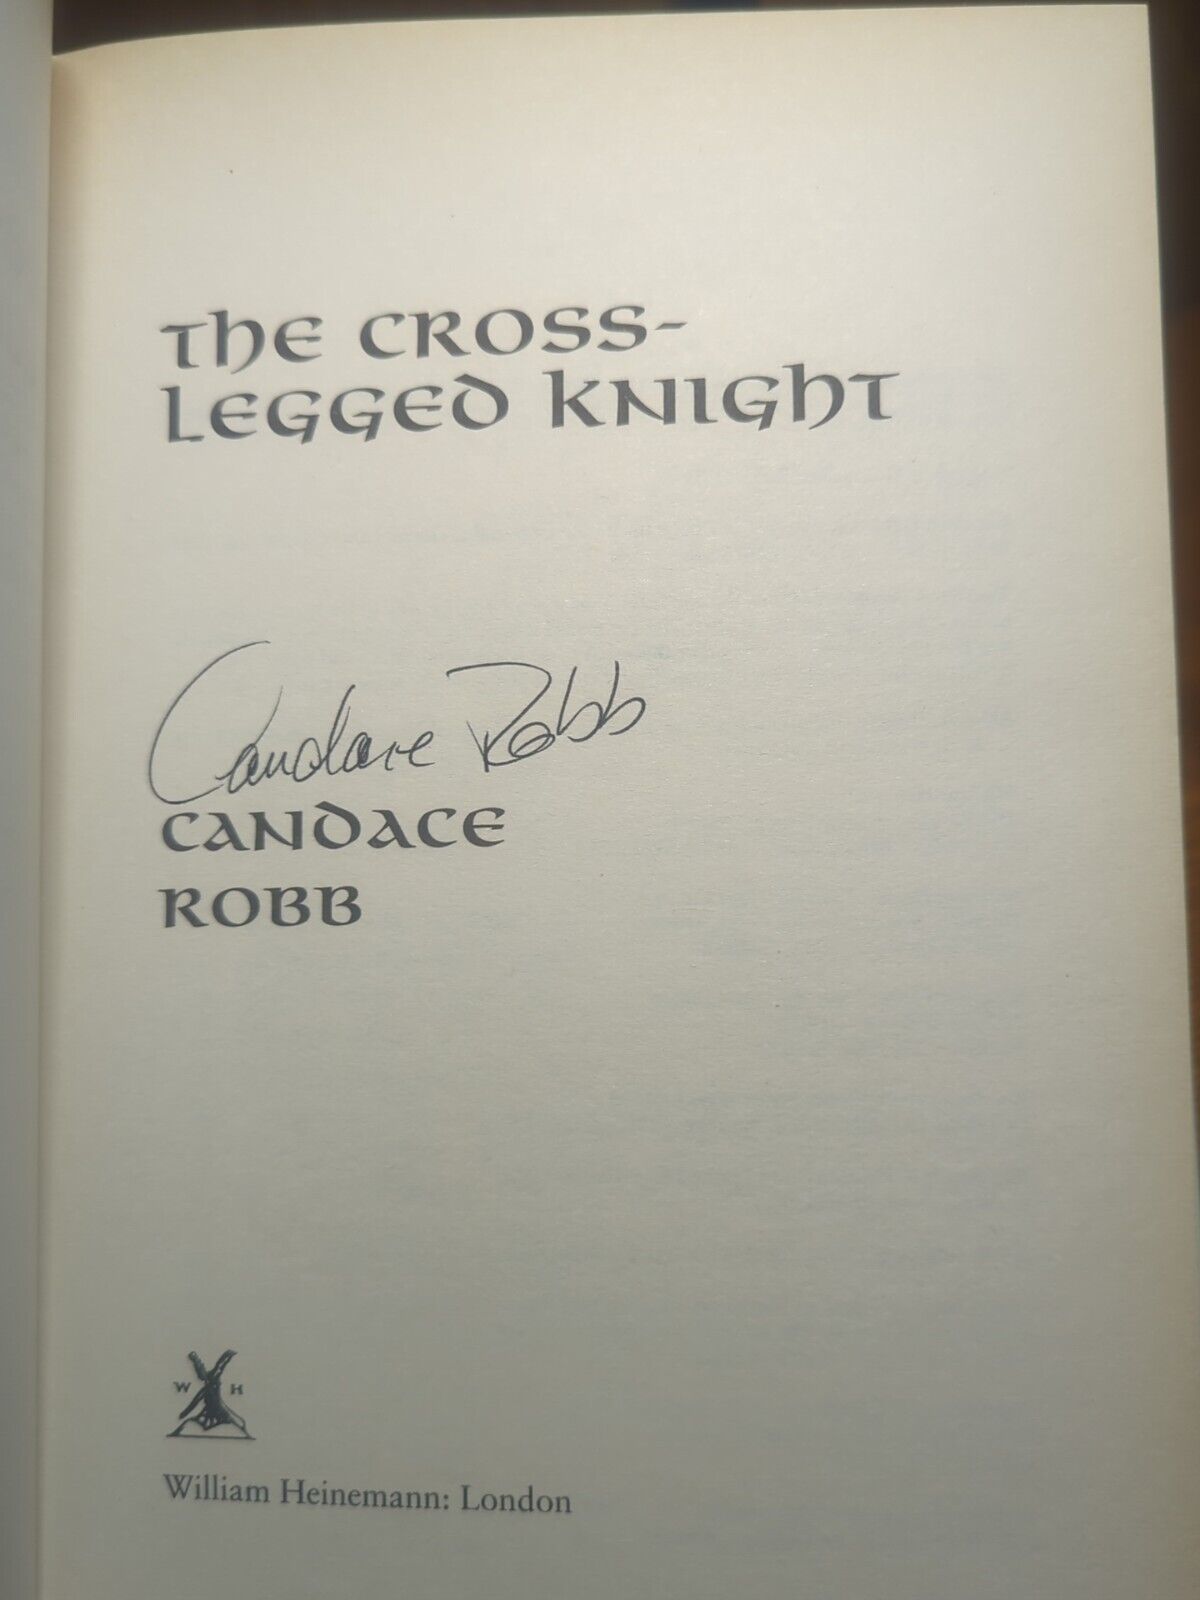 THE CROSS-
LEGGED KNIGHT
Candace Robb
CANDACE
ROBB
W H
William Heinemann: London